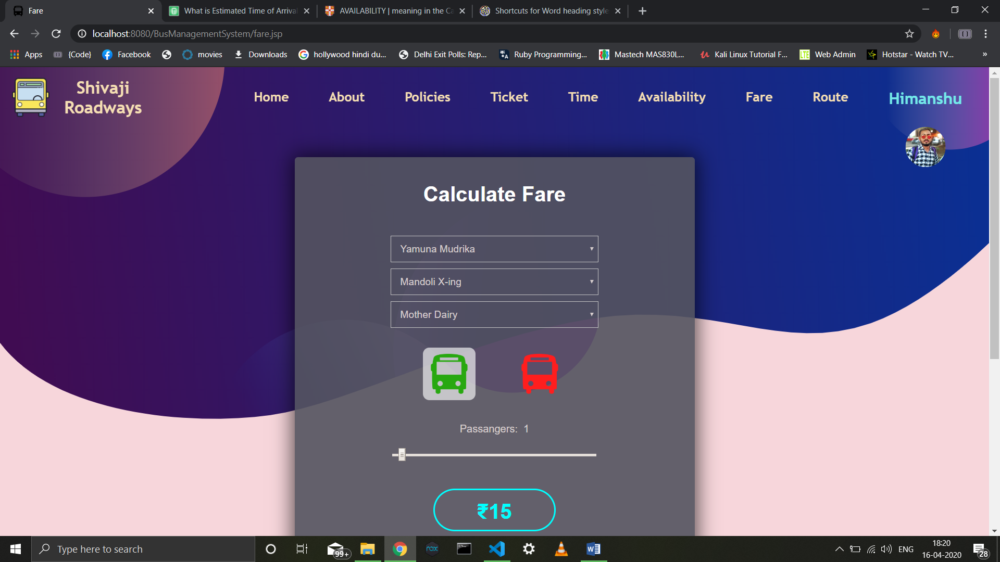 Fare
What is Estimated Time of Arrival
AVAILABILITY | meaning in the Ca
Shortcuts for Word heading style
localhost:8080/BusManagementSystem/fare.jsp
Apps
{Code}
Facebook
movies
Downloads
hollywood hindi du...
Delhi Exit Polls: Rep...
Ruby Programming...
Mastech MAS830L...
Kali Linux Tutorial F...
LTE
Web Admin
Hotstar - Watch TV...
»
Shivaji
Roadways
Home
About
Policies
Ticket
Time
Availability
Fare
Route
Himanshu
Calculate Fare
Yamuna Mudrika
Mandoli X-ing
Mother Dairy
Passangers: 1
₹15
Type here to search
99+
nox
ENG
18:20
16-04-2020
28